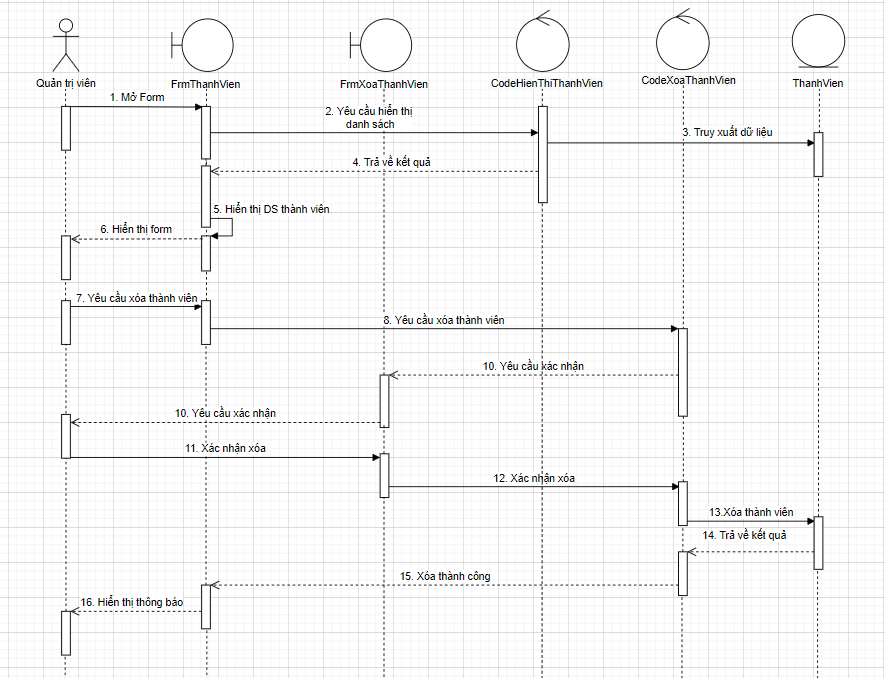 Quản trị viên
FrmThanhVien
FrmXoaThanhVien
CodeHienThiThanhVien
CodeXoaThanhVien
ThanhVien
1. Mở Form
2. Yêu cầu hiển thị
danh sách
3. Truy xuất dữ liệu
4. Trả về kết quả
5. Hiển thị DS thành viên
6. Hiển thị form
7. Yêu cầu xóa thành viên
8. Yêu cầu xóa thành viên
10. Yêu cầu xác nhận
10. Yêu cầu xác nhận
11. Xác nhận xóa
12. Xác nhận xóa
13.Xóa thành viên
14. Trả về kết quả
15. Xóa thành công
16. Hiển thị thông báo